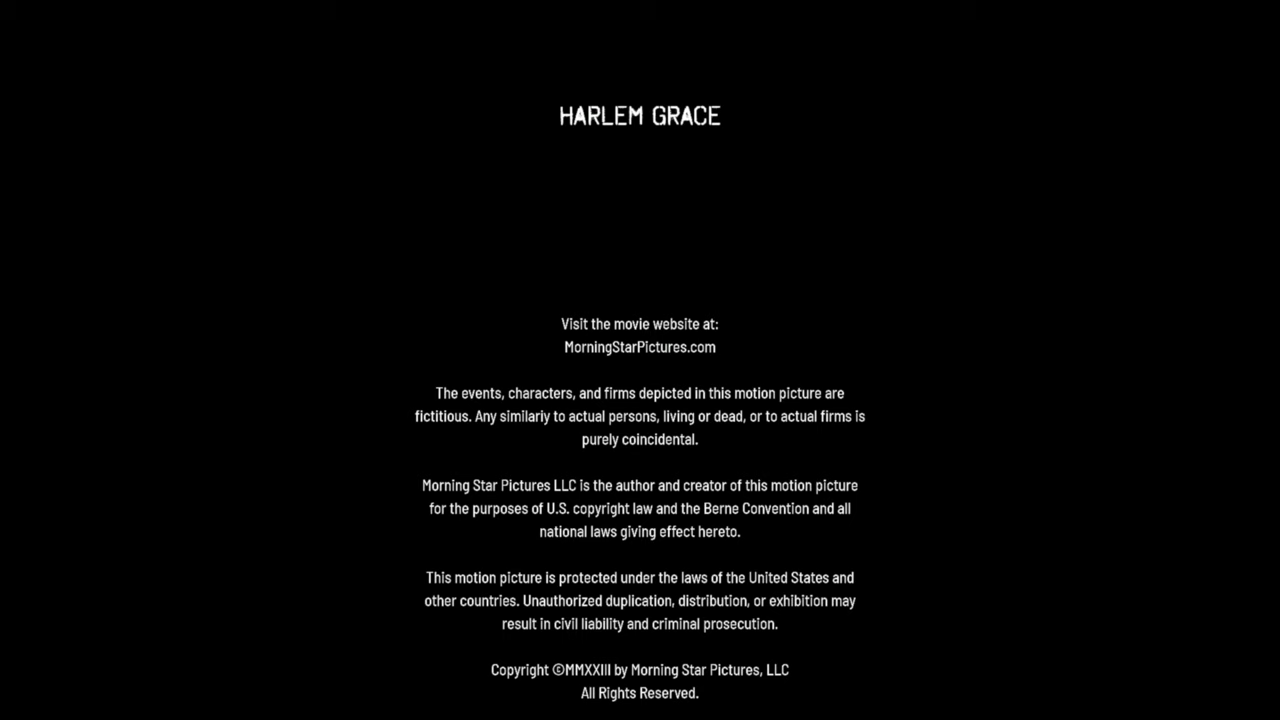 HARLEM GRACE
Visit the movie website at:
MorningStarPictures.com
The events, characters, and firms depicted in this motion picture are
fictitious. Any similariy to actual persons, living or dead, or to actual firms is
purely coincidental.
Morning Star Pictures LLC is the author and creator of this motion picture
for the purposes of U.S. copyright law and the Berne Convention and all
national laws giving effect hereto.
This motion picture is protected under the laws of the United States and
other countries. Unauthorized duplication, distribution, or exhibition may
result in civil liability and criminal prosecution.
Copyright ©MMXXIII by Morning Star Pictures, LLC
All Rights Reserved.